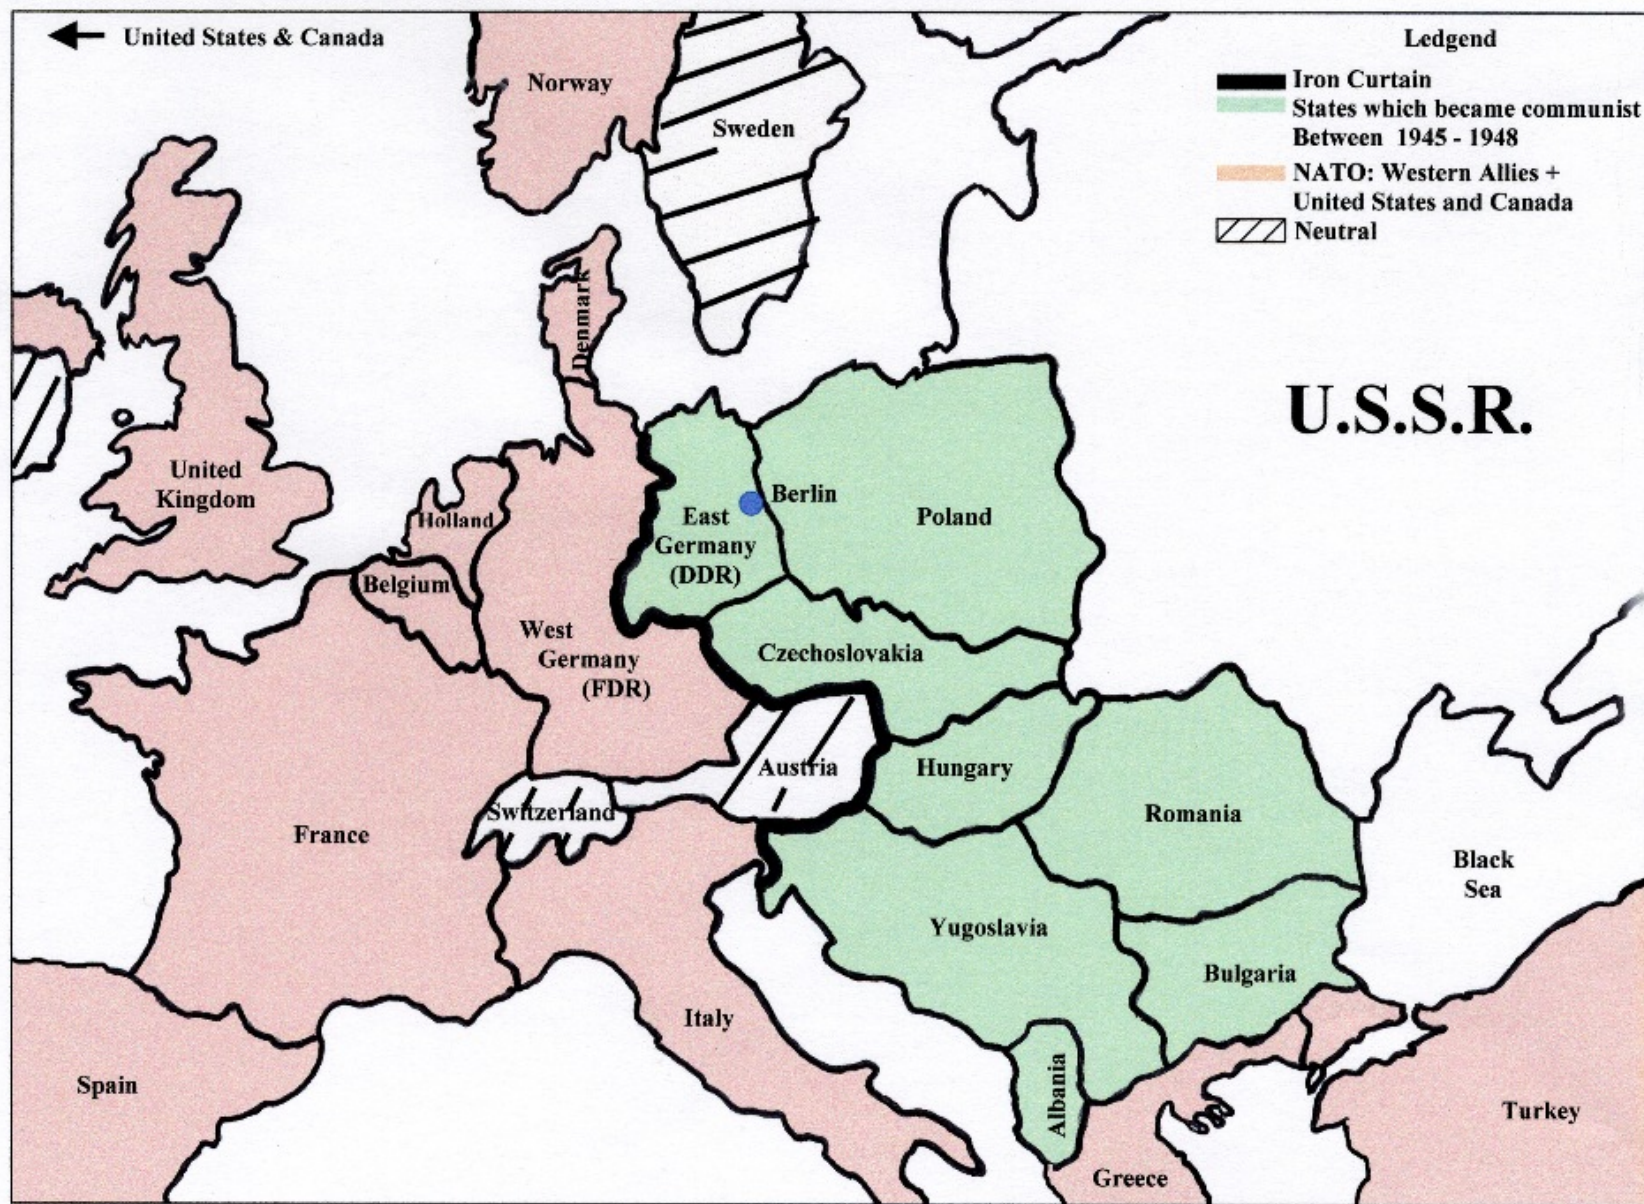 United States & Canada
Ledgend
Iron Curtain
States which became communist
Between 1945 - 1948
NATO: Western Allies +
United States and Canada
Neutral
Norway
Sweden
Denmark
U.S.S.R.
United
Kingdom
Holland
Belgium
Berlin
East
Germany
(DDR)
Poland
West
Germany
(FDR)
Czechoslovakia
Austria
Hungary
Switzerland
France
Romania
Black
Sea
Yugoslavia
Bulgaria
Italy
Spain
Albania
Greece
Turkey